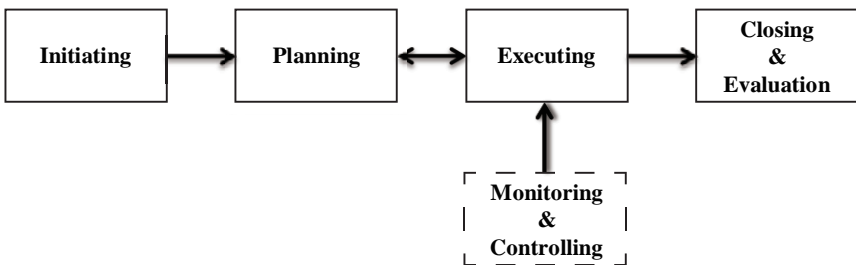 Initiating
Planning
Executing
Closing
&
Evaluation
Monitoring
&
Controlling